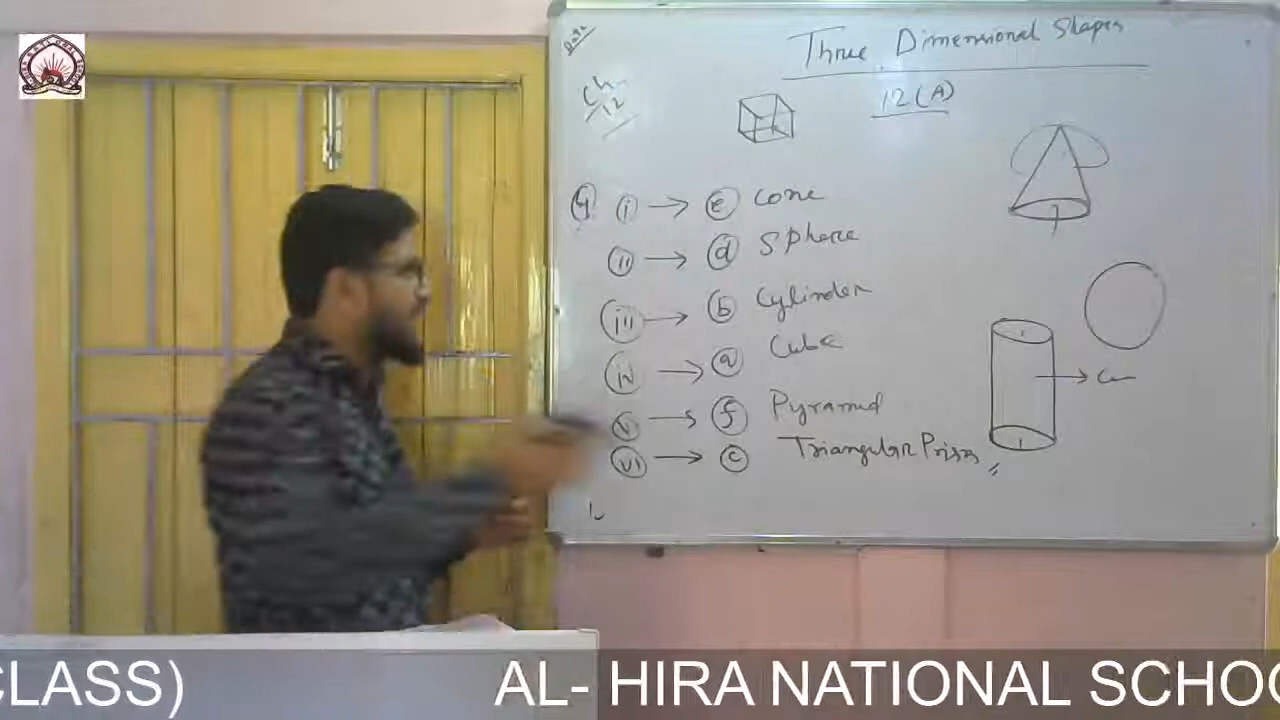 Three Dimensional Shapes
Ch-
12
12(A)
i → e Cone
ii → d Sphere
iii → b Cylinder
iv → a Cube
v → f Pyramid
vi → c Triangular Prism
CLASS) AL- HIRA NATIONAL SCHOO